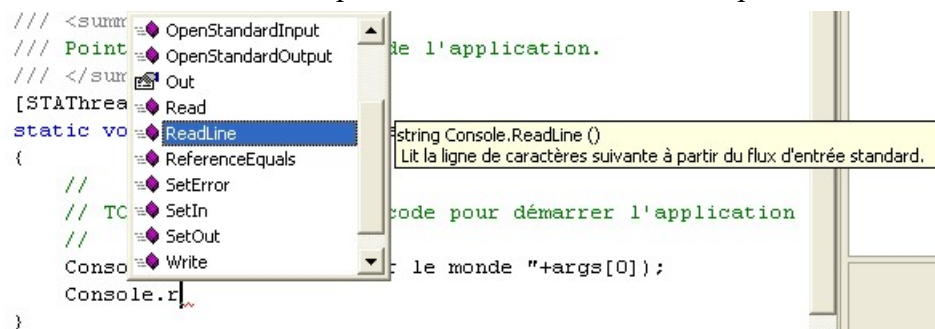 /// <summ
/// Point de l'application.
/// </sum
[STAThrea
static vo
{
//
// TO code pour démarrer l'application
//
Conso r le monde "+args[0]);
Console.r
}
OpenStandardInput
OpenStandardOutput
Out
Read
ReadLine
ReferenceEquals
SetError
SetIn
SetOut
Write
string Console.ReadLine ()
Lit la ligne de caractères suivante à partir du flux d'entrée standard.